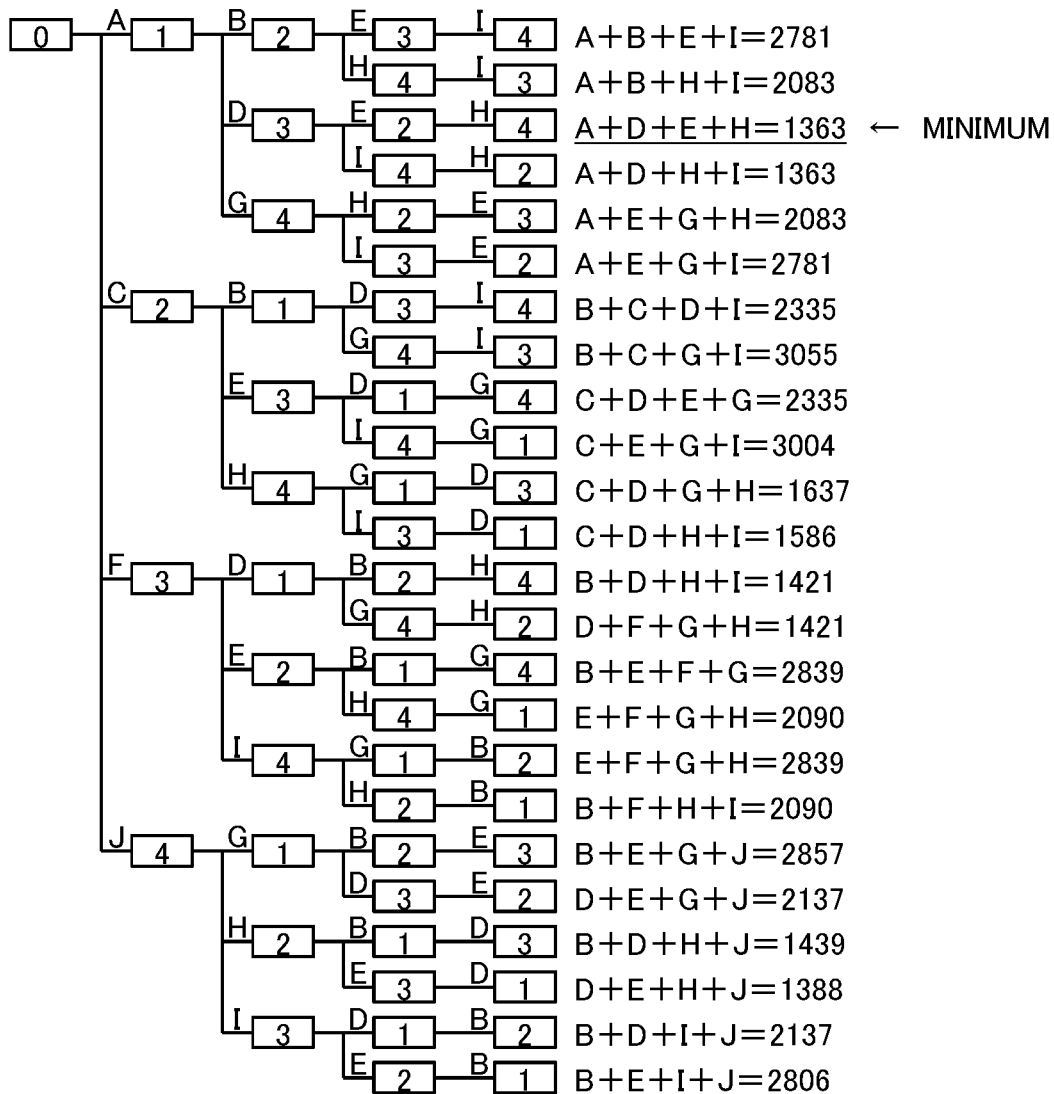 0 A 1 B 2 E 3 I 4 A+B+E+I=2781
H 4 I 3 A+B+H+I=2083
D 3 E 2 H 4 A+D+E+H=1363 ← MINIMUM
I 4 H 2 A+D+H+I=1363
G 4 H 2 E 3 A+E+G+H=2083
I 3 E 2 A+E+G+I=2781
C 2 B 1 D 3 I 4 B+C+D+I=2335
G 4 I 3 B+C+G+I=3055
E 3 D 1 G 4 C+D+E+G=2335
I 4 G 1 C+E+G+I=3004
H 4 G 1 D 3 C+D+G+H=1637
I 3 D 1 C+D+H+I=1586
F 3 D 1 B 2 H 4 B+D+H+I=1421
G 4 H 2 D+F+G+H=1421
E 2 B 1 G 4 B+E+F+G=2839
H 4 G 1 E+F+G+H=2090
I 4 G 1 B 2 E+F+G+H=2839
H 2 B 1 B+F+H+I=2090
J 4 G 1 B 2 E 3 B+E+G+J=2857
D 3 E 2 D+E+G+J=2137
H 2 B 1 D 3 B+D+H+J=1439
E 3 D 1 D+E+H+J=1388
I 3 D 1 B 2 B+D+I+J=2137
E 2 B 1 B+E+I+J=2806